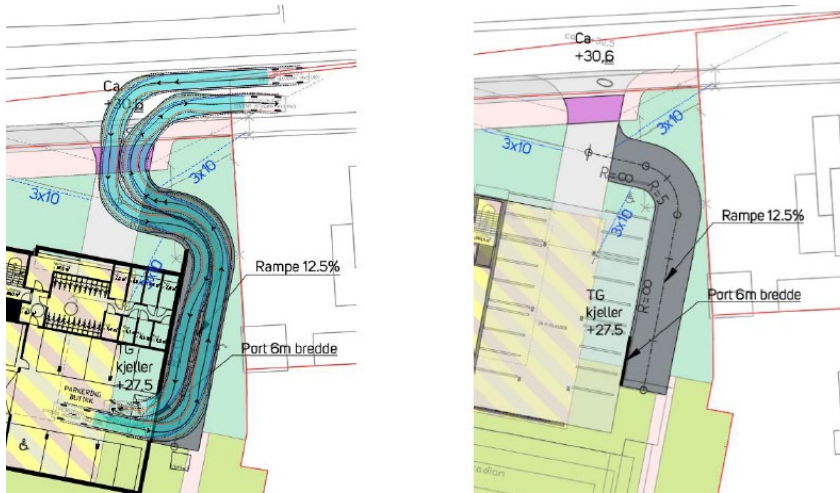 Ca
+30,6
3x10
3x10
3x10
Rampe 12.5%
Port 6m bredde
TG
kjeller
+27.5
PARKERING
BUTIKK
Ca
+30,6
3x10
3x10
R=∞
R=5
Rampe 12.5%
R=∞
TG
kjeller
+27.5
Port 6m bredde